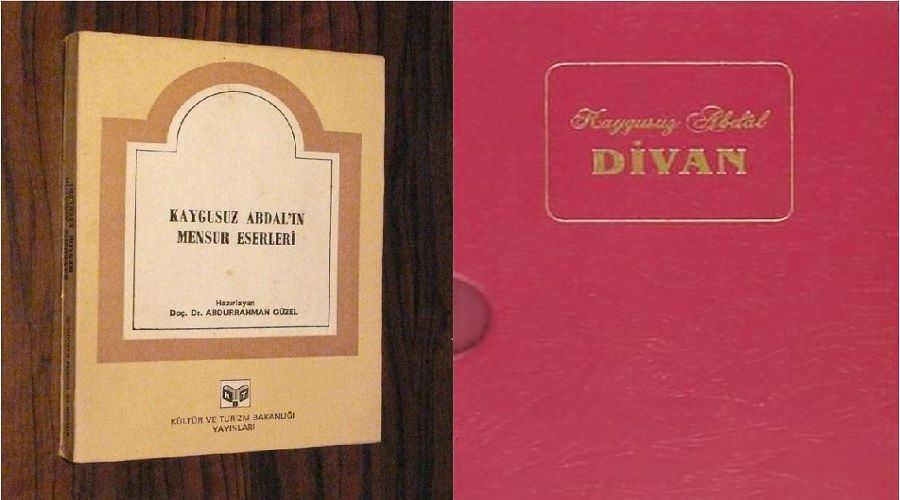 KAYGUSUZ ABDAL'IN
MENSUR ESERLERİ
Hazırlayan
Doç. Dr. ABDURRAHMAN GÜZEL
KÜLTÜR VE TURİZM BAKANLIĞI
YAYINLARI
Kaygusuz Abdâl
DİVAN